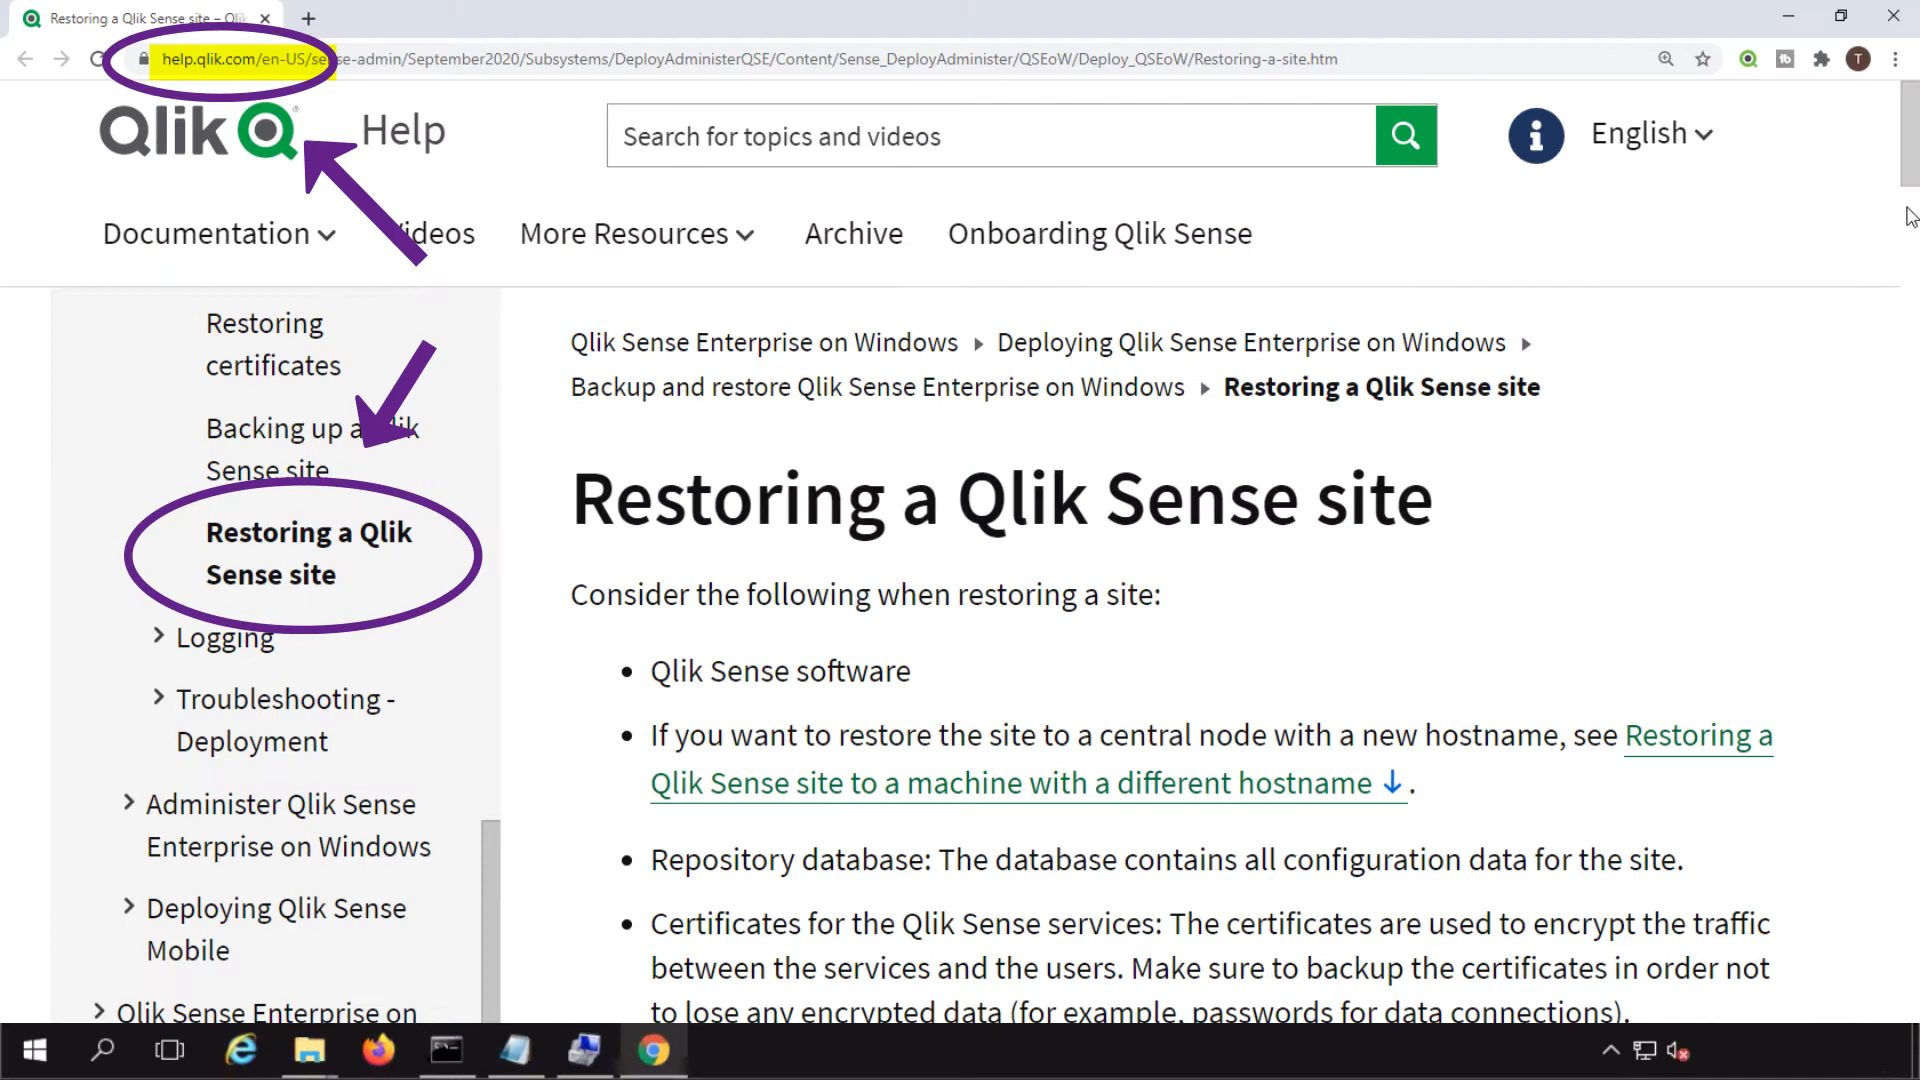 Restoring a Qlik Sense site – Qlik
help.qlik.com/en-US/sense-admin/September2020/Subsystems/DeployAdministerQSE/Content/Sense_DeployAdminister/QSEoW/Deploy_QSEoW/Restoring-a-site.htm
T
Qlik Help
Search for topics and videos
English
Documentation Videos More Resources Archive Onboarding Qlik Sense
Restoring
certificates
Backing up a Qlik
Sense site
Restoring a Qlik
Sense site
Logging
Troubleshooting -
Deployment
Administer Qlik Sense
Enterprise on Windows
Deploying Qlik Sense
Mobile
Qlik Sense Enterprise on
Qlik Sense Enterprise on Windows Deploying Qlik Sense Enterprise on Windows
Backup and restore Qlik Sense Enterprise on Windows Restoring a Qlik Sense site
Restoring a Qlik Sense site
Consider the following when restoring a site:
• Qlik Sense software
• If you want to restore the site to a central node with a new hostname, see Restoring a
Qlik Sense site to a machine with a different hostname ↓.
• Repository database: The database contains all configuration data for the site.
• Certificates for the Qlik Sense services: The certificates are used to encrypt the traffic
between the services and the users. Make sure to backup the certificates in order not
to lose any encrypted data (for example, passwords for data connections).